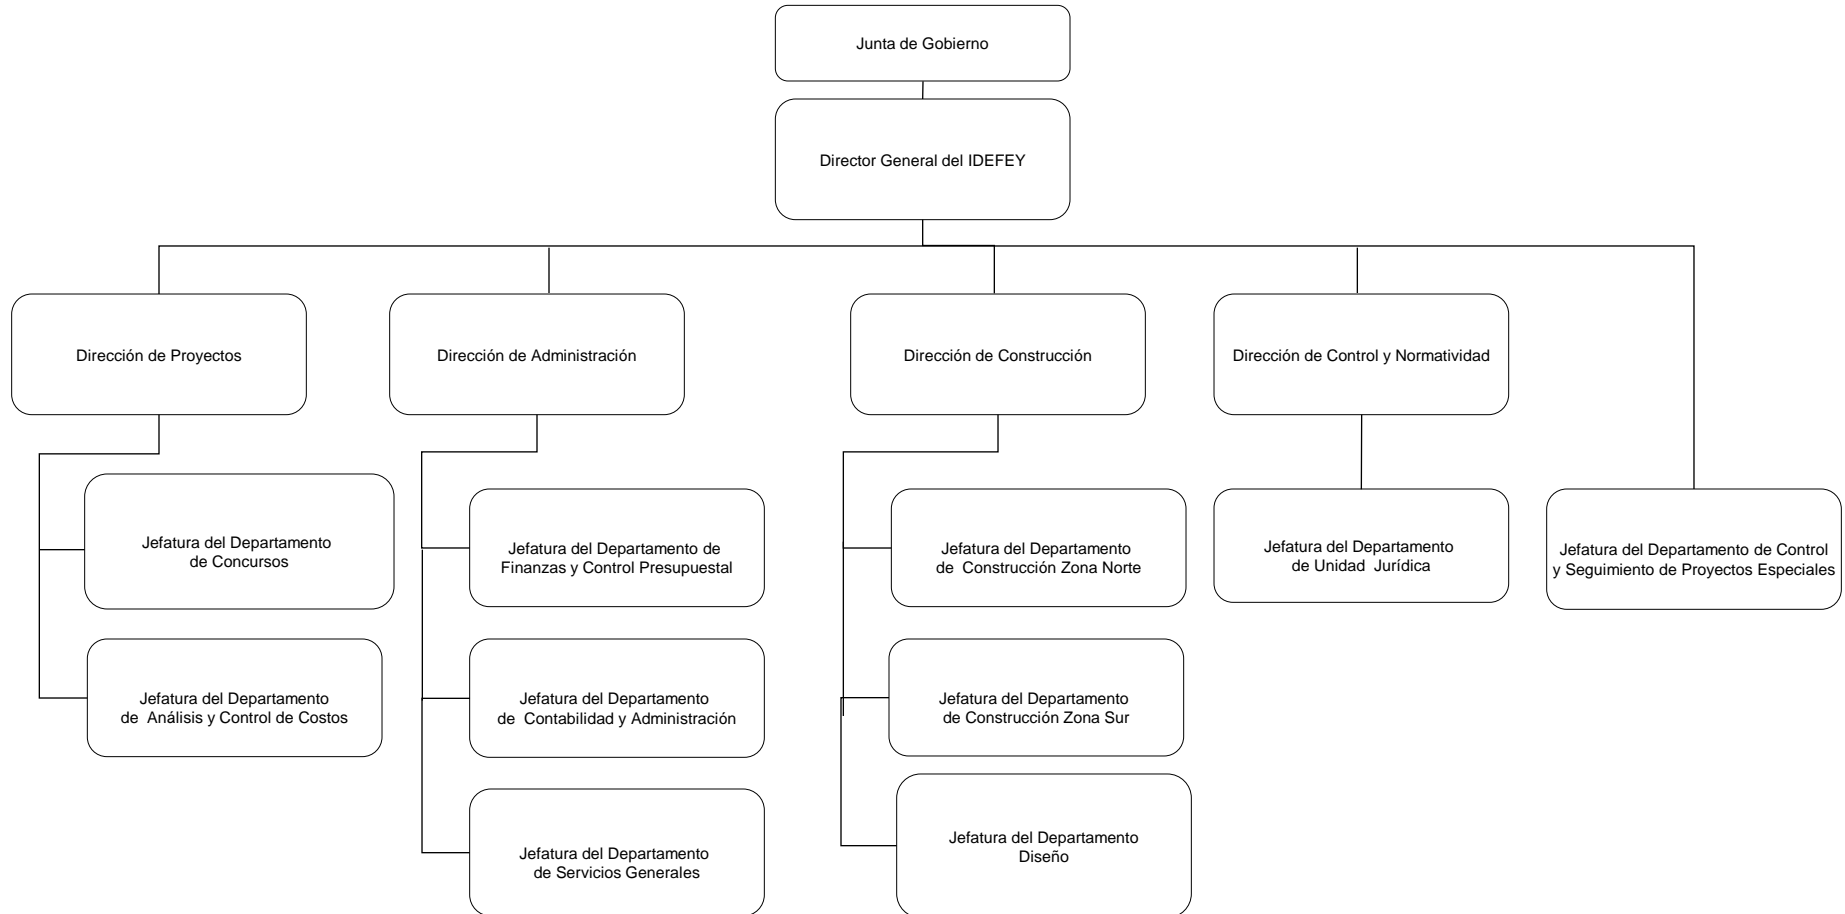 Junta de Gobierno
Director General del IDEFEY
Dirección de Proyectos
Dirección de Administración
Dirección de Construcción
Dirección de Control y Normatividad
Jefatura del Departamento
de Concursos
Jefatura del Departamento de
Finanzas y Control Presupuestal
Jefatura del Departamento
de  Construcción Zona Norte
Jefatura del Departamento
de Unidad  Jurídica
Jefatura del Departamento de Control
y Seguimiento de Proyectos Especiales
Jefatura del Departamento
de  Análisis y Control de Costos
Jefatura del Departamento
de  Contabilidad y Administración
Jefatura del Departamento
de Construcción Zona Sur
Jefatura del Departamento
de Servicios Generales
Jefatura del Departamento
Diseño